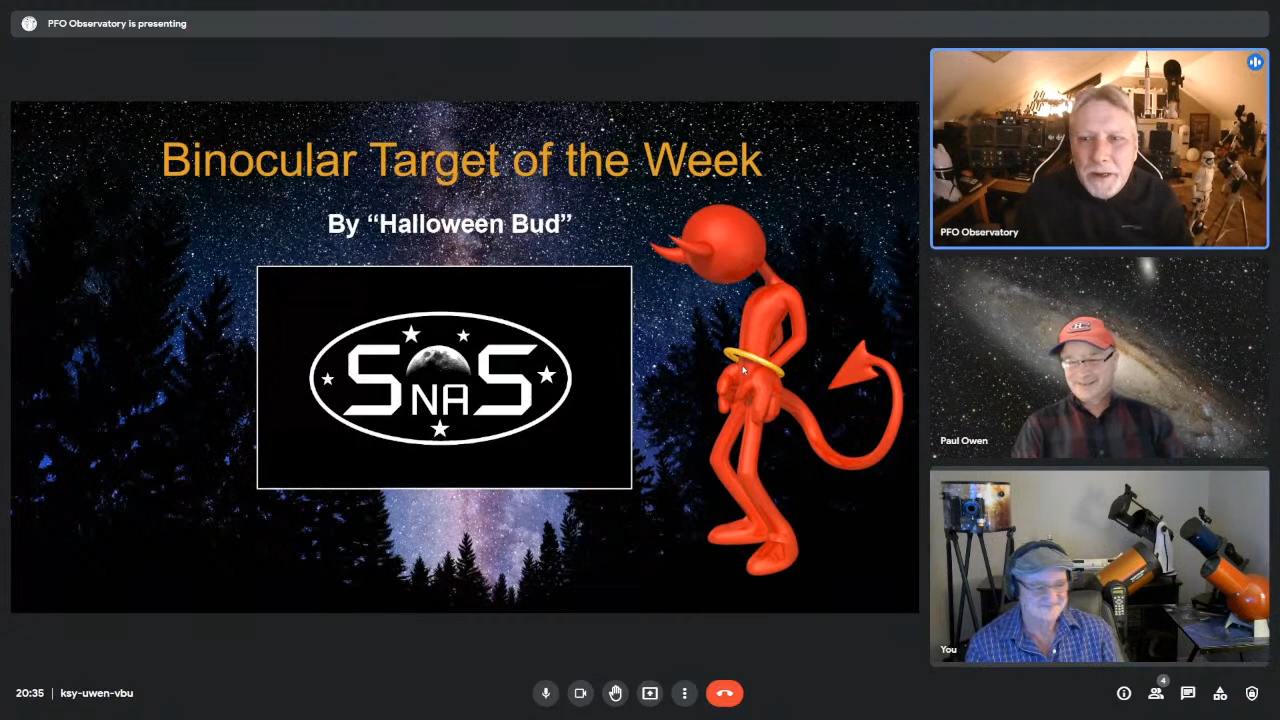 PFO Observatory is presenting
Binocular Target of the Week
By “Halloween Bud”
SNAS
PFO Observatory
Paul Owen
You
20:35 | ksy-uwen-vbu
4